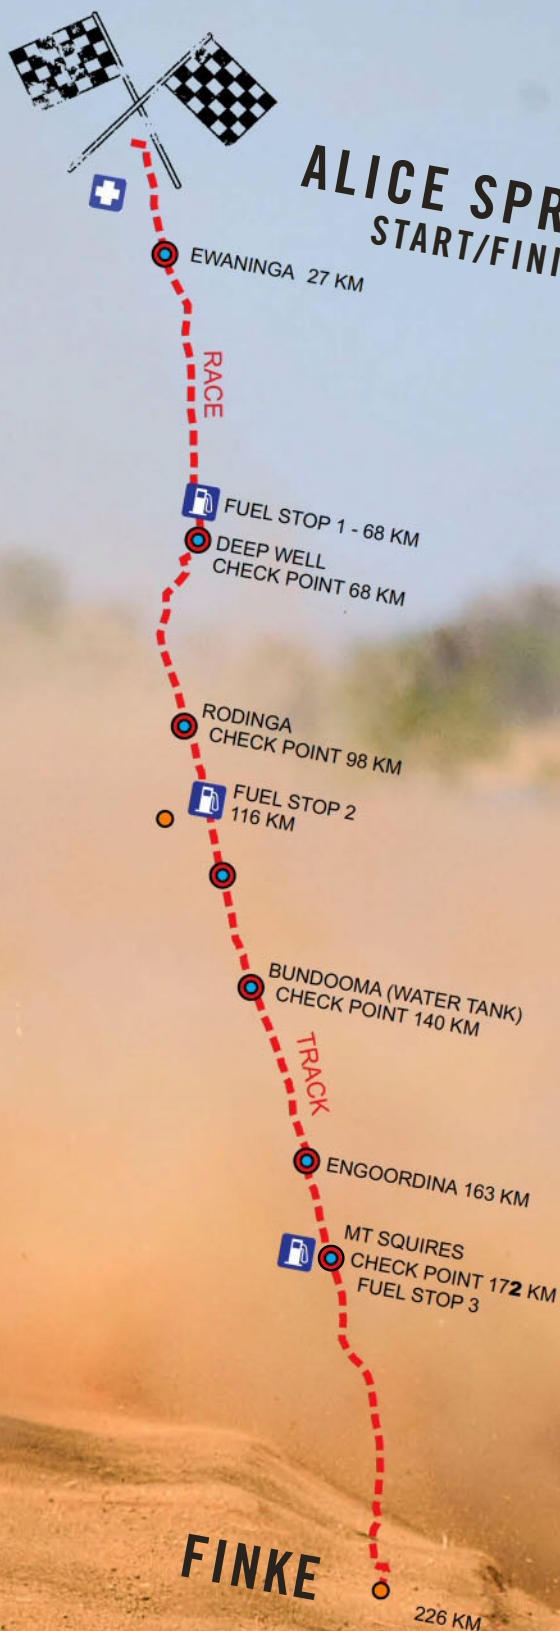 ALICE SPR
START/FINI
EWANINGA 27 KM
RACE
FUEL STOP 1 - 68 KM
DEEP WELL
CHECK POINT 68 KM
RODINGA
CHECK POINT 98 KM
FUEL STOP 2
116 KM
BUNDOOMA (WATER TANK)
CHECK POINT 140 KM
TRACK
ENGOORDINA 163 KM
MT SQUIRES
CHECK POINT 172 KM
FUEL STOP 3
FINKE
226 KM